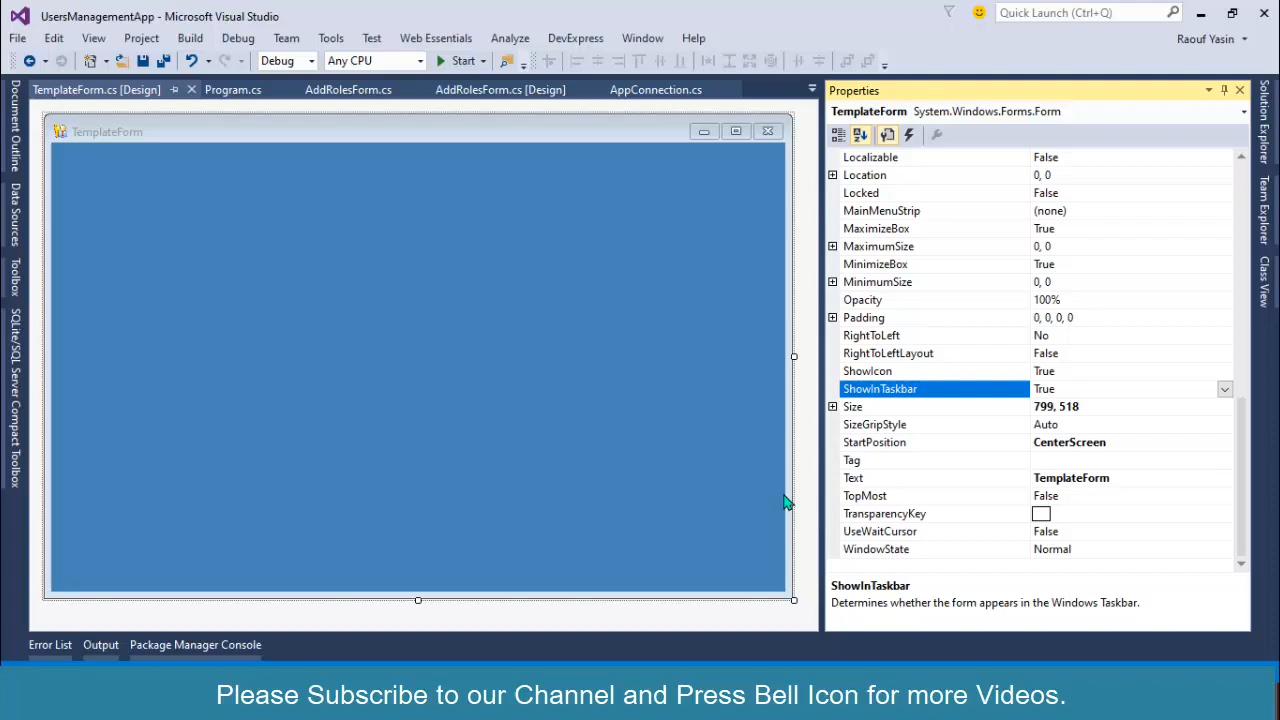 UsersManagementApp - Microsoft Visual Studio
Quick Launch (Ctrl+Q)
File Edit View Project Build Debug Team Tools Test Web Essentials Analyze DevExpress Window Help
Raouf Yasin
Debug Any CPU Start
TemplateForm.cs [Design] Program.cs AddRolesForm.cs AddRolesForm.cs [Design] AppConnection.cs
Document Outline
Data Sources
Toolbox
SQLite/SQL Server Compact Toolbox
TemplateForm
Properties
TemplateForm System.Windows.Forms.Form
Localizable False
Location 0, 0
Locked False
MainMenuStrip (none)
MaximizeBox True
MaximumSize 0, 0
MinimizeBox True
MinimumSize 0, 0
Opacity 100%
Padding 0, 0, 0, 0
RightToLeft No
RightToLeftLayout False
ShowIcon True
ShowInTaskbar True
Size 799, 518
SizeGripStyle Auto
StartPosition CenterScreen
Tag
Text TemplateForm
TopMost False
TransparencyKey
UseWaitCursor False
WindowState Normal
ShowInTaskbar
Determines whether the form appears in the Windows Taskbar.
Solution Explorer
Team Explorer
Class View
Error List Output Package Manager Console
Please Subscribe to our Channel and Press Bell Icon for more Videos.